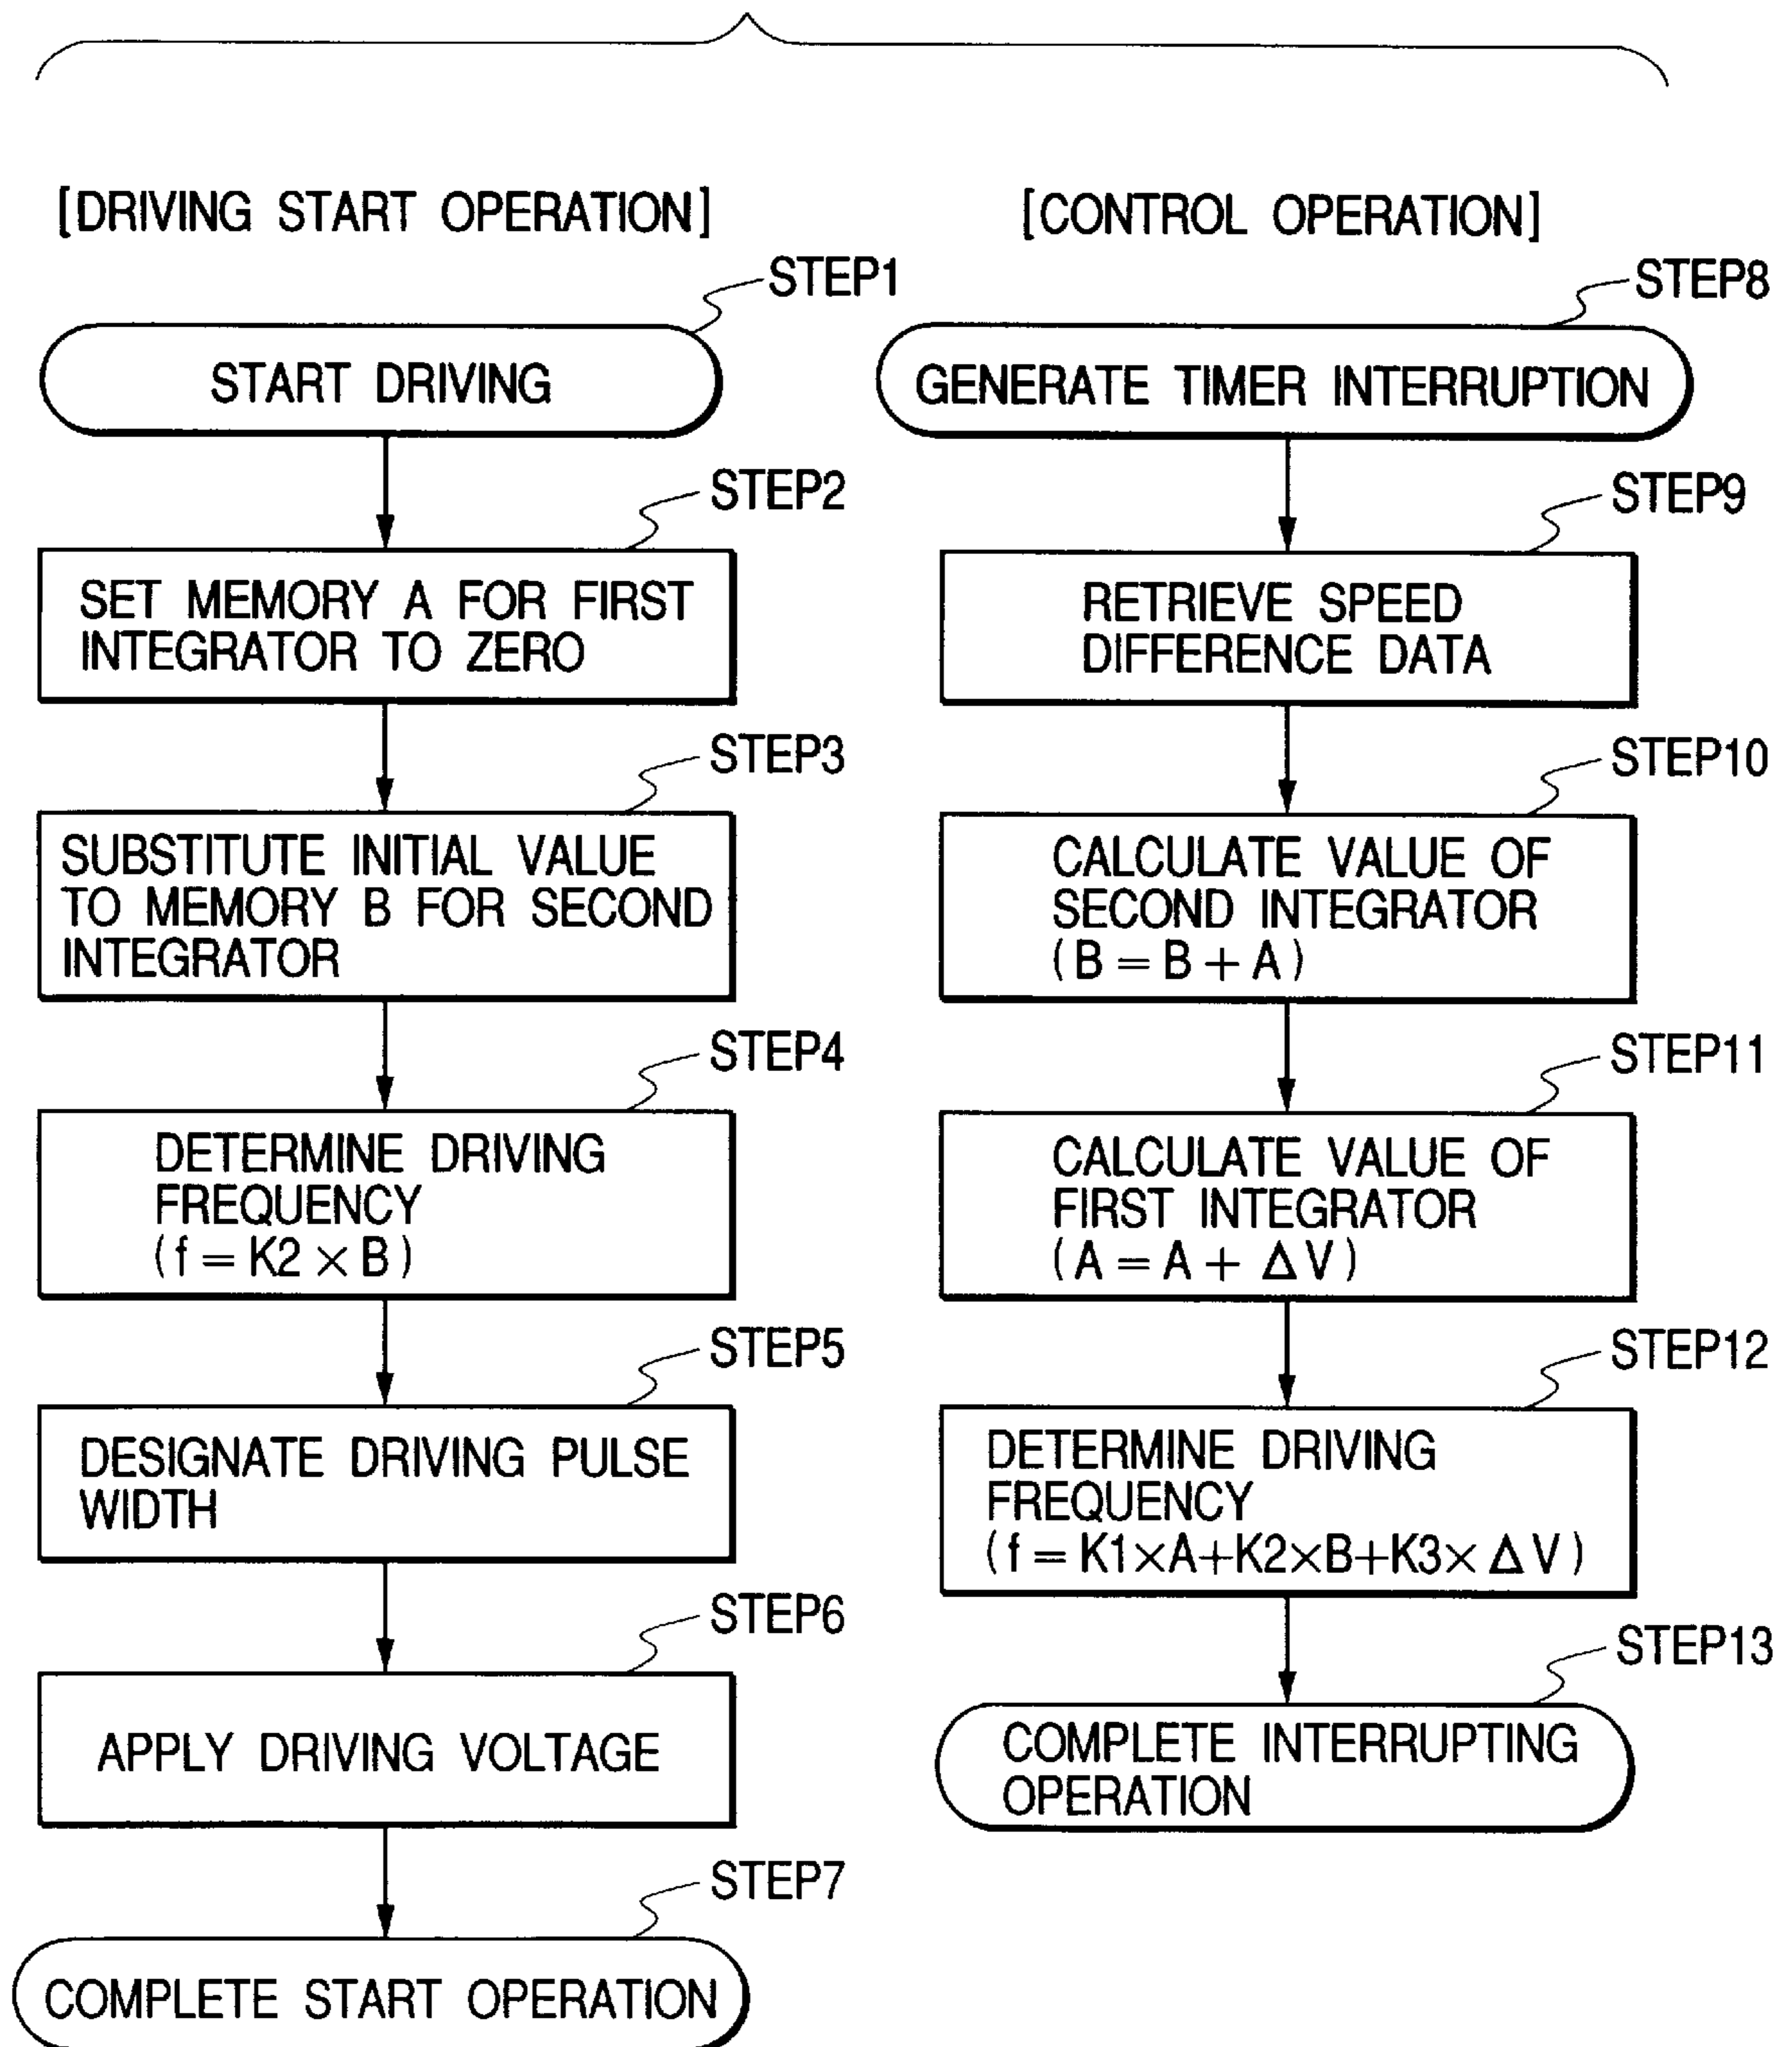 [DRIVING START OPERATION]
STEP1
START DRIVING
STEP2
SET MEMORY A FOR FIRST
INTEGRATOR TO ZERO
STEP3
SUBSTITUTE INITIAL VALUE
TO MEMORY B FOR SECOND
INTEGRATOR
STEP4
DETERMINE DRIVING
FREQUENCY
(f = K2 × B)
STEP5
DESIGNATE DRIVING PULSE
WIDTH
STEP6
APPLY DRIVING VOLTAGE
STEP7
COMPLETE START OPERATION
[CONTROL OPERATION]
STEP8
GENERATE TIMER INTERRUPTION
STEP9
RETRIEVE SPEED
DIFFERENCE DATA
STEP10
CALCULATE VALUE OF
SECOND INTEGRATOR
(B = B + A)
STEP11
CALCULATE VALUE OF
FIRST INTEGRATOR
(A = A + ΔV)
STEP12
DETERMINE DRIVING
FREQUENCY
(f = K1×A+K2×B+K3×ΔV)
STEP13
COMPLETE INTERRUPTING
OPERATION